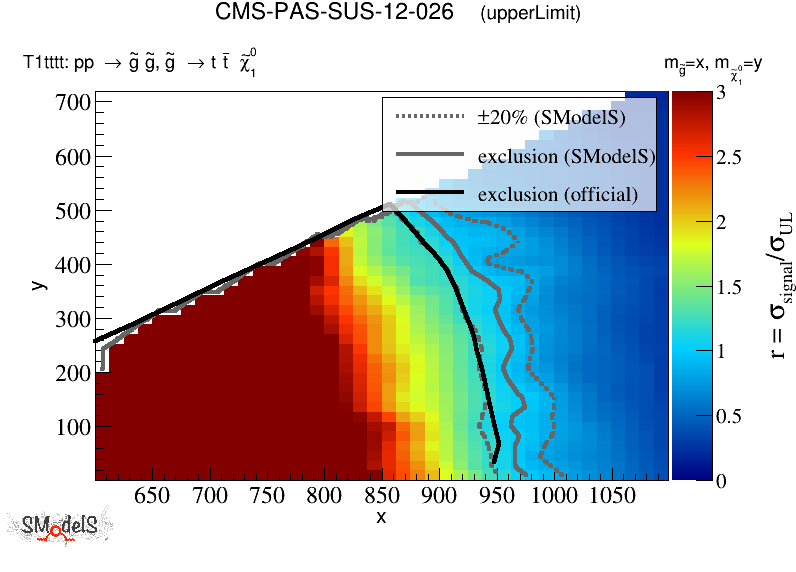 CMS-PAS-SUS-12-026 (upperLimit)
T1tttt: pp → g̃ g̃, g̃ → t t̄ χ̃₁⁰
m_g̃=x, m_χ̃₁⁰=y
±20% (SModelS)
exclusion (SModelS)
exclusion (official)
700
600
500
400
300
200
100
y
650 700 750 800 850 900 950 1000 1050
x
3
2.5
2
1.5
1
0.5
0
r = σ_signal/σ_UL
SModelS